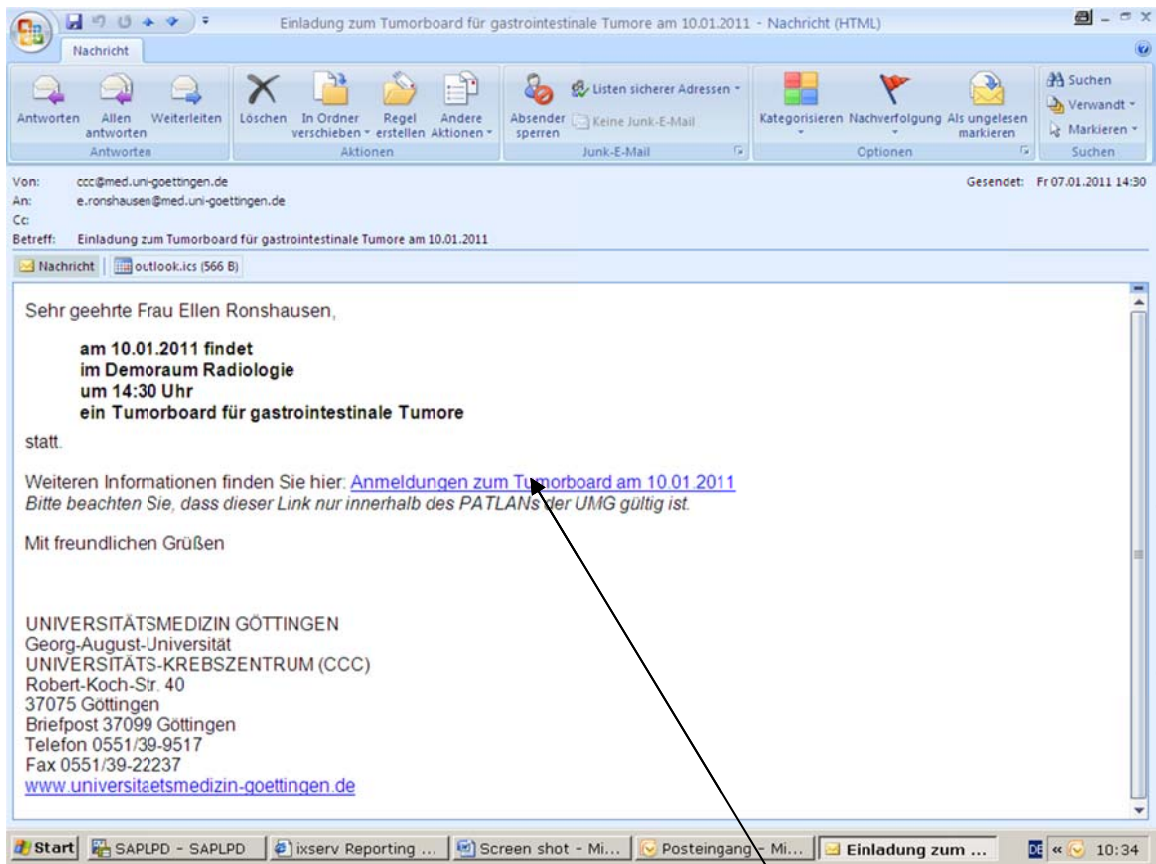 Einladung zum Tumorboard für gastrointestinale Tumore am 10.01.2011 - Nachricht (HTML)
Nachricht
Antworten Allen antworten Weiterleiten
Löschen In Ordner verschieben Regel erstellen Andere Aktionen
Absender sperren Listen sicherer Adressen Keine Junk-E-Mail
Kategorisieren Nachverfolgung Als ungelesen markieren
Suchen
Verwandt
Markieren
Antworten Aktionen Junk-E-Mail Optionen Suchen
Von: ccc@med.uni-goettingen.de Gesendet: Fr 07.01.2011 14:30
An: e.ronshausen@med.uni-goettingen.de
Cc:
Betreff: Einladung zum Tumorboard für gastrointestinale Tumore am 10.01.2011
Nachricht outlook.ics (566 B)
Sehr geehrte Frau Ellen Ronshausen,
am 10.01.2011 findet
im Demoraum Radiologie
um 14:30 Uhr
ein Tumorboard für gastrointestinale Tumore
statt.
Weiteren Informationen finden Sie hier: Anmeldungen zum Tumorboard am 10.01.2011
Bitte beachten Sie, dass dieser Link nur innerhalb des PATLANs der UMG gültig ist.
Mit freundlichen Grüßen
UNIVERSITÄTSMEDIZIN GÖTTINGEN
Georg-August-Universität
UNIVERSITÄTS-KREBSZENTRUM (CCC)
Robert-Koch-Str. 40
37075 Göttingen
Briefpost 37099 Göttingen
Telefon 0551/39-9517
Fax 0551/39-22237
www.universitaetsmedizin-goettingen.de
Start SAPLPD - SAPLPD ixserv Reporting ... Screen shot - Mi... Posteingang - Mi... Einladung zum ... DE « 10:34